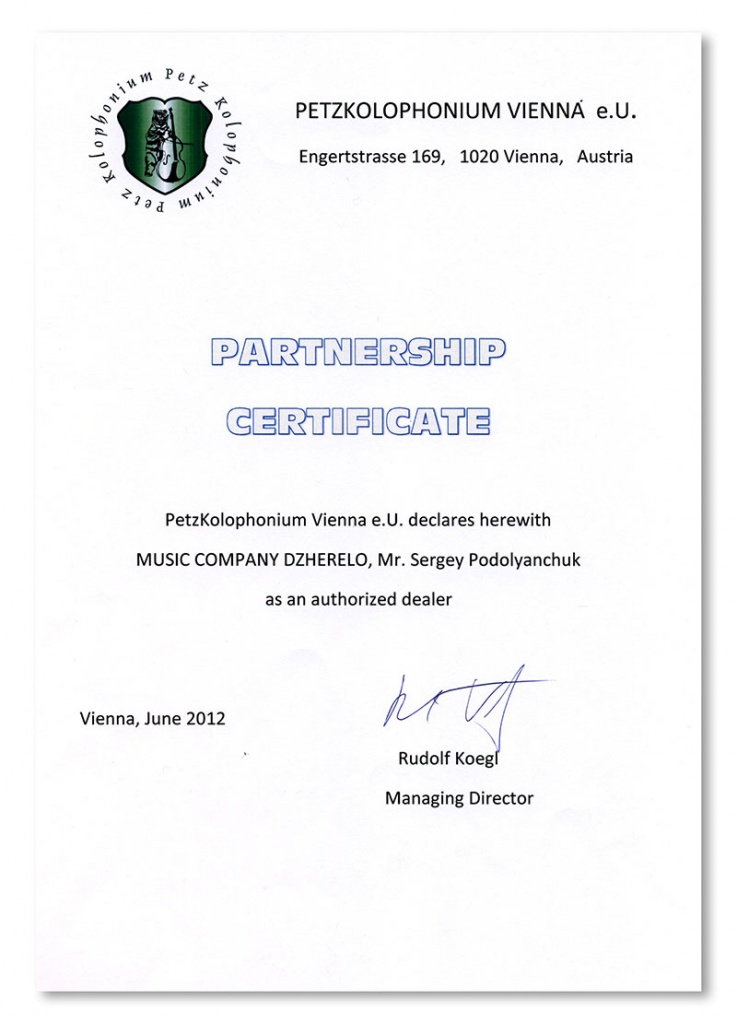 Petz Kolophonium Petz Kolophonium
PETZKOLOPHONIUM VIENNÁ e.U.
Engertstrasse 169, 1020 Vienna, Austria
PARTNERSHIP
CERTIFICATE
PetzKolophonium Vienna e.U. declares herewith
MUSIC COMPANY DZHERELO, Mr. Sergey Podolyanchuk
as an authorized dealer
Vienna, June 2012
Rudolf Koegl
Managing Director